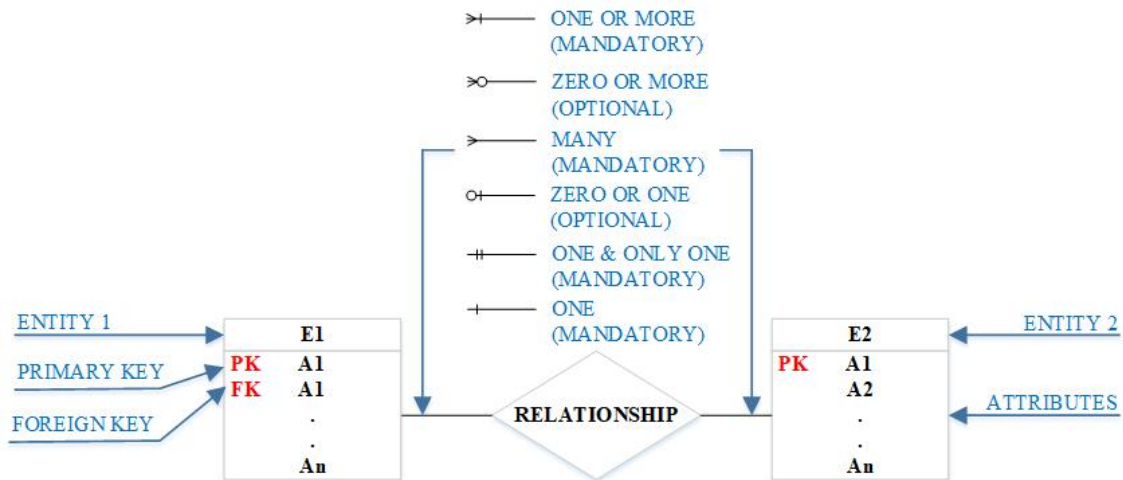 ONE OR MORE
(MANDATORY)
ZERO OR MORE
(OPTIONAL)
MANY
(MANDATORY)
ZERO OR ONE
(OPTIONAL)
ONE & ONLY ONE
(MANDATORY)
ONE
(MANDATORY)
ENTITY 1
PRIMARY KEY
FOREIGN KEY
E1
PK A1
FK A1
.
.
An
RELATIONSHIP
E2
PK A1
A2
.
.
An
ENTITY 2
ATTRIBUTES